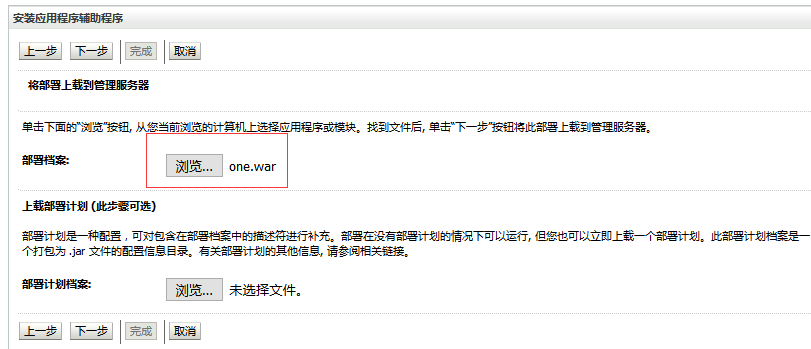 安装应用程序辅助程序
上一步 下一步 完成 取消
将部署上载到管理服务器
单击下面的“浏览”按钮, 从您当前浏览的计算机上选择应用程序或模块。找到文件后, 单击“下一步”按钮将此部署上载到管理服务器。
部署档案: 浏览... one.war
上载部署计划 (此步骤可选)
部署计划是一种配置，可对包含在部署档案中的描述符进行补充。部署在没有部署计划的情况下可以运行, 但您也可以立即上载一个部署计划。此部署计划档案是一
个打包为 .jar 文件的配置信息目录。有关部署计划的其他信息, 请参阅相关链接。
部署计划档案: 浏览... 未选择文件。
上一步 下一步 完成 取消